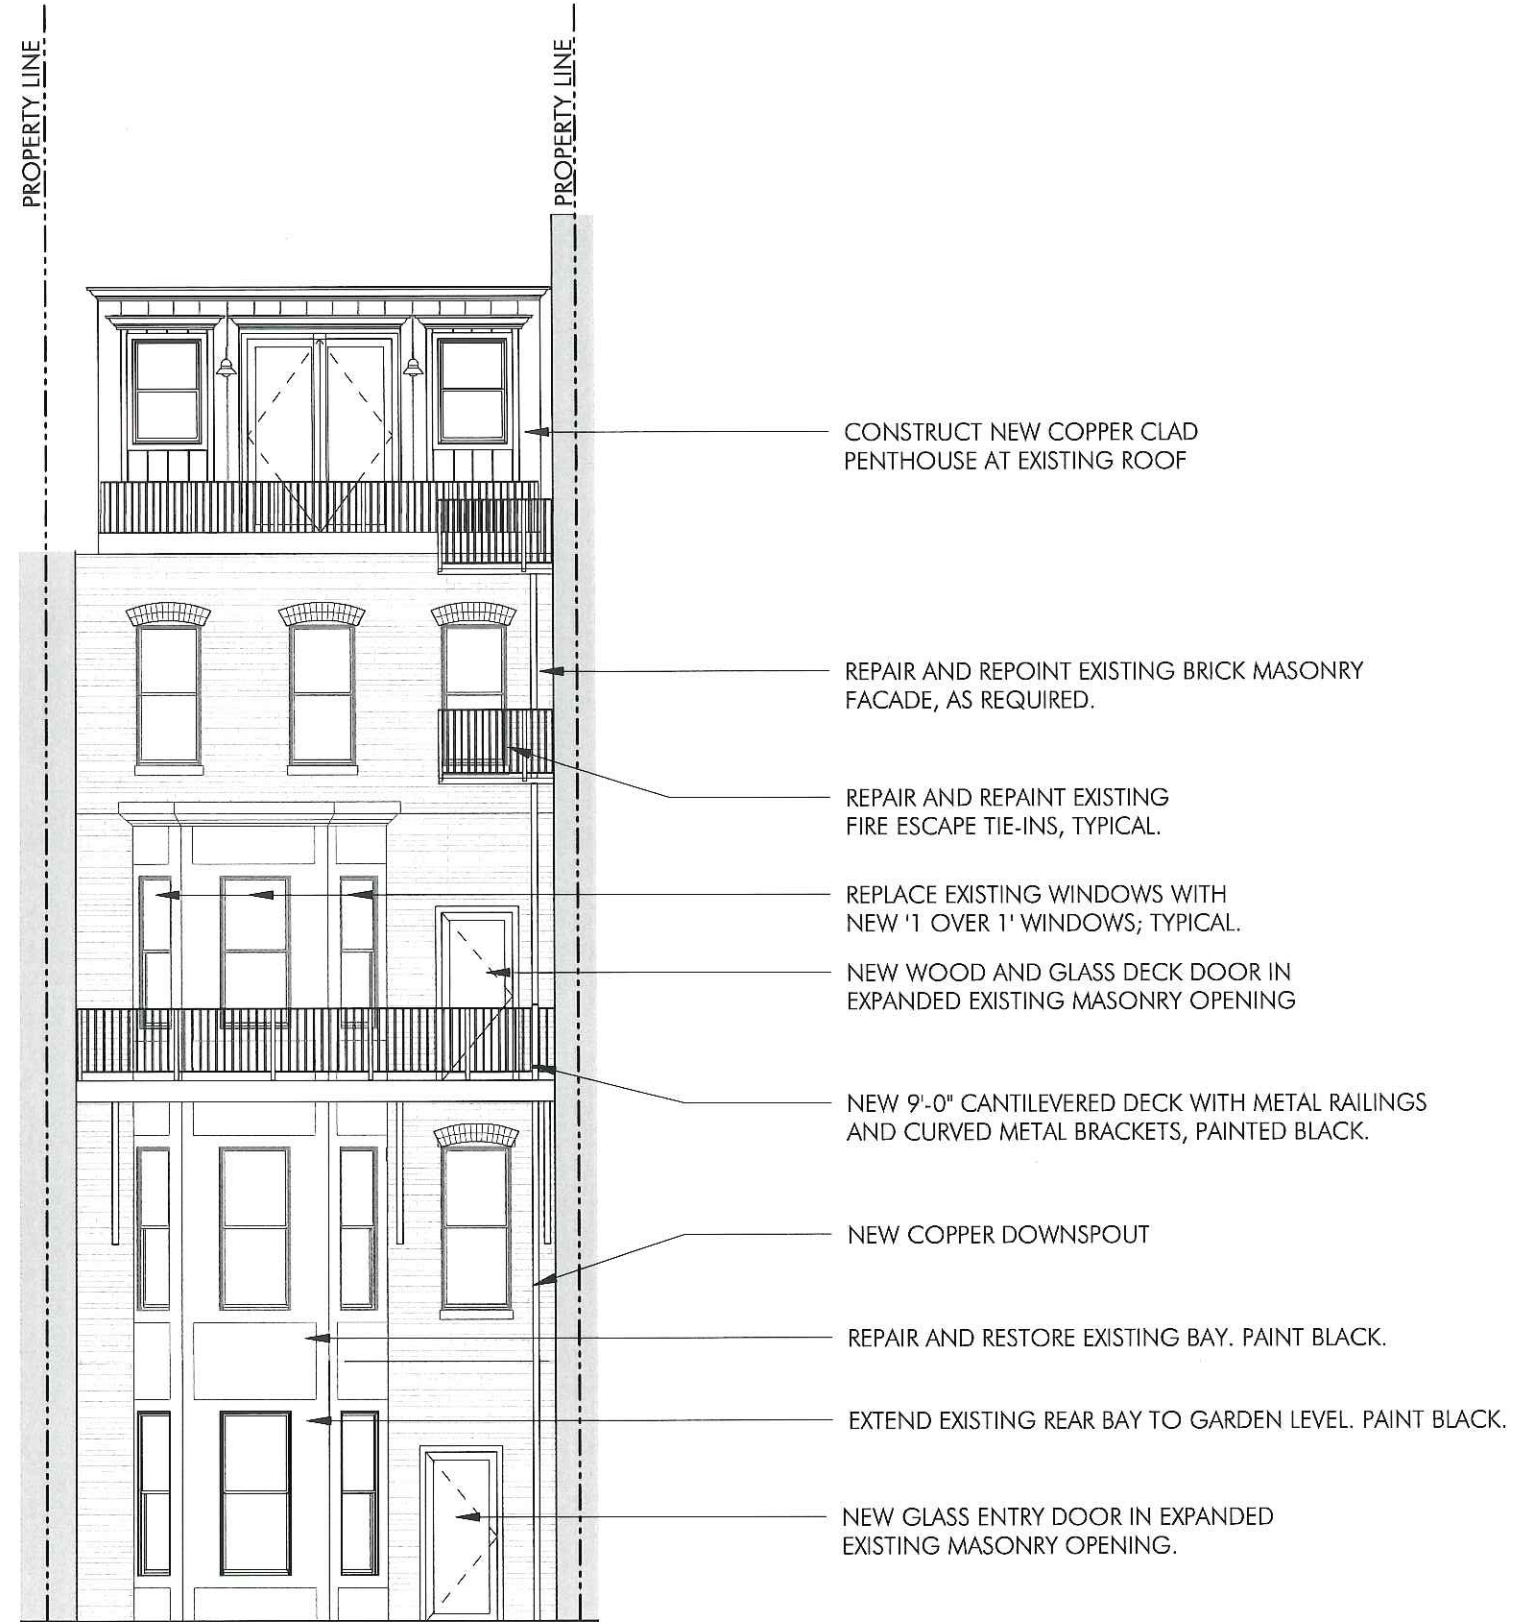 PROPERTY LINE
PROPERTY LINE
CONSTRUCT NEW COPPER CLAD
PENTHOUSE AT EXISTING ROOF
REPAIR AND REPOINT EXISTING BRICK MASONRY
FACADE, AS REQUIRED.
REPAIR AND REPAINT EXISTING
FIRE ESCAPE TIE-INS, TYPICAL.
REPLACE EXISTING WINDOWS WITH
NEW '1 OVER 1' WINDOWS; TYPICAL.
NEW WOOD AND GLASS DECK DOOR IN
EXPANDED EXISTING MASONRY OPENING
NEW 9'-0" CANTILEVERED DECK WITH METAL RAILINGS
AND CURVED METAL BRACKETS, PAINTED BLACK.
NEW COPPER DOWNSPOUT
REPAIR AND RESTORE EXISTING BAY. PAINT BLACK.
EXTEND EXISTING REAR BAY TO GARDEN LEVEL. PAINT BLACK.
NEW GLASS ENTRY DOOR IN EXPANDED
EXISTING MASONRY OPENING.